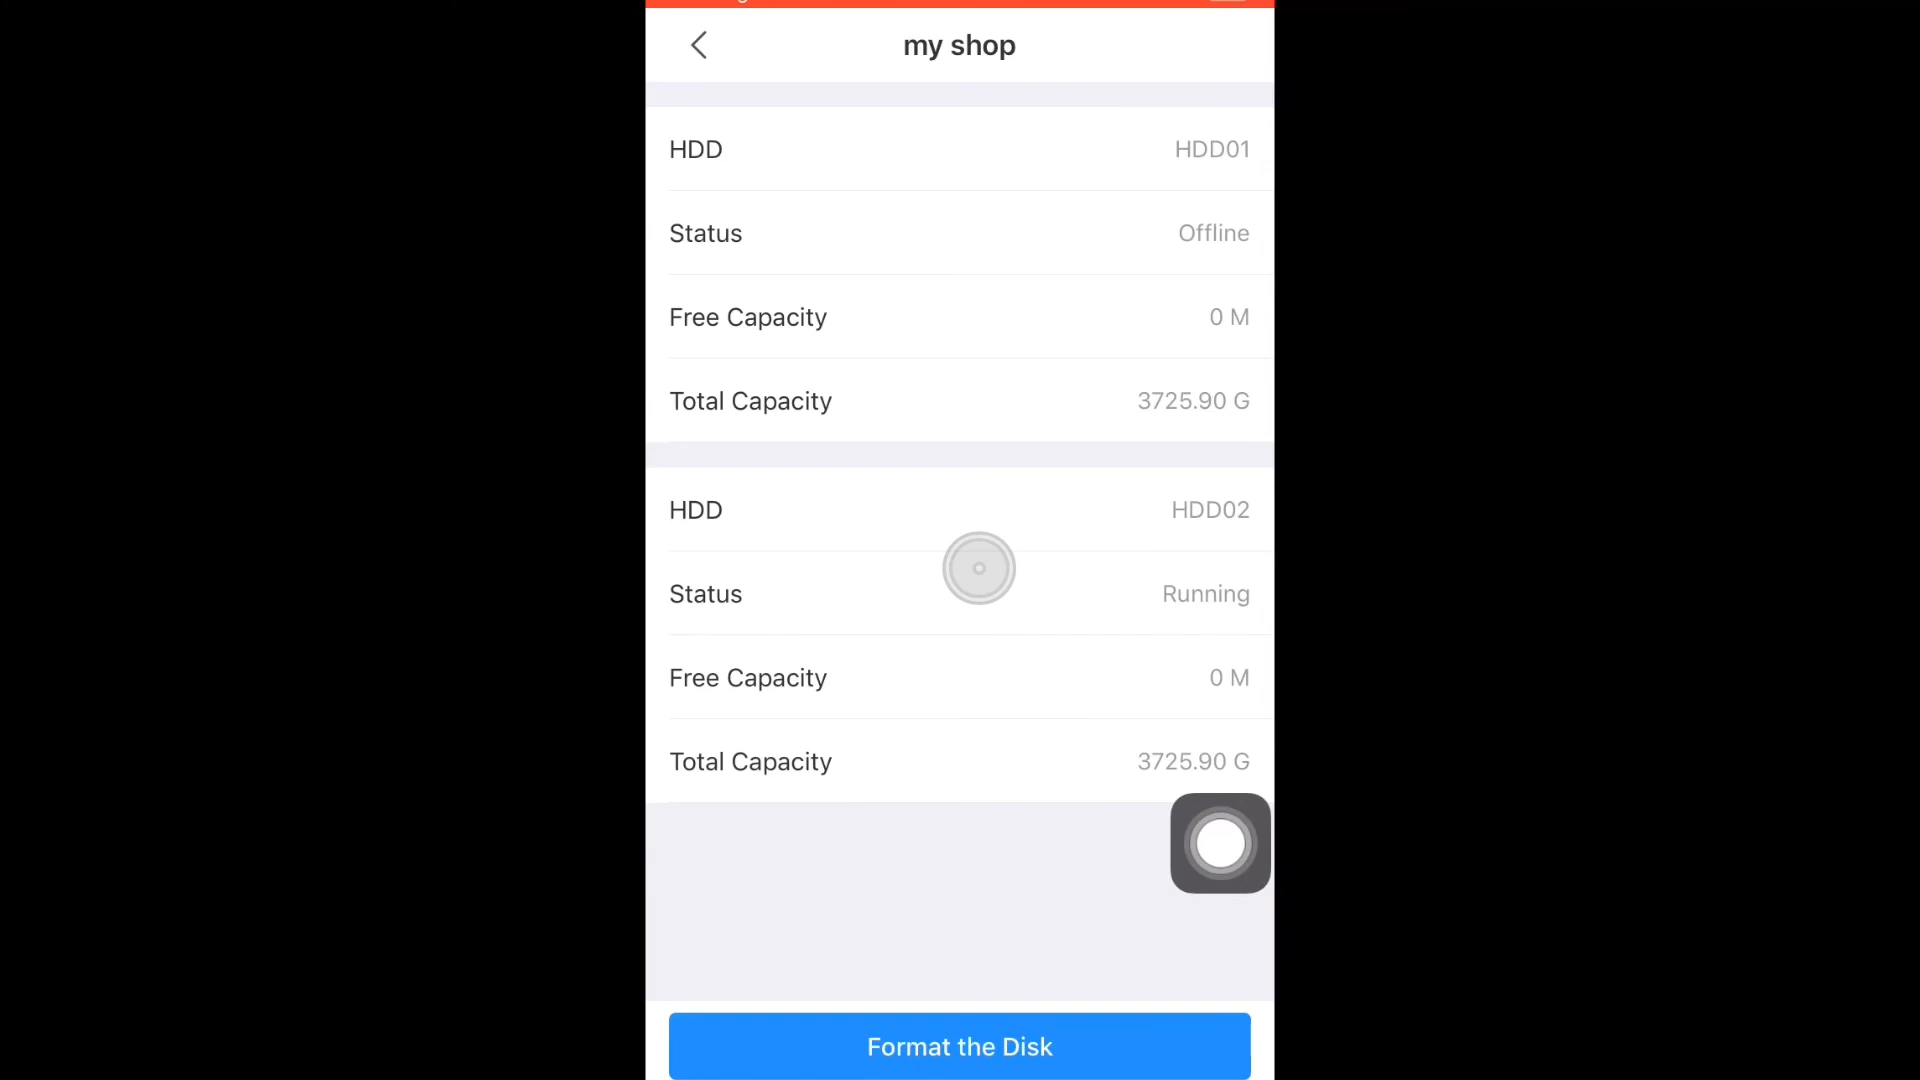 my shop
HDD HDD01
Status Offline
Free Capacity 0 M
Total Capacity 3725.90 G
HDD HDD02
Status Running
Free Capacity 0 M
Total Capacity 3725.90 G
Format the Disk